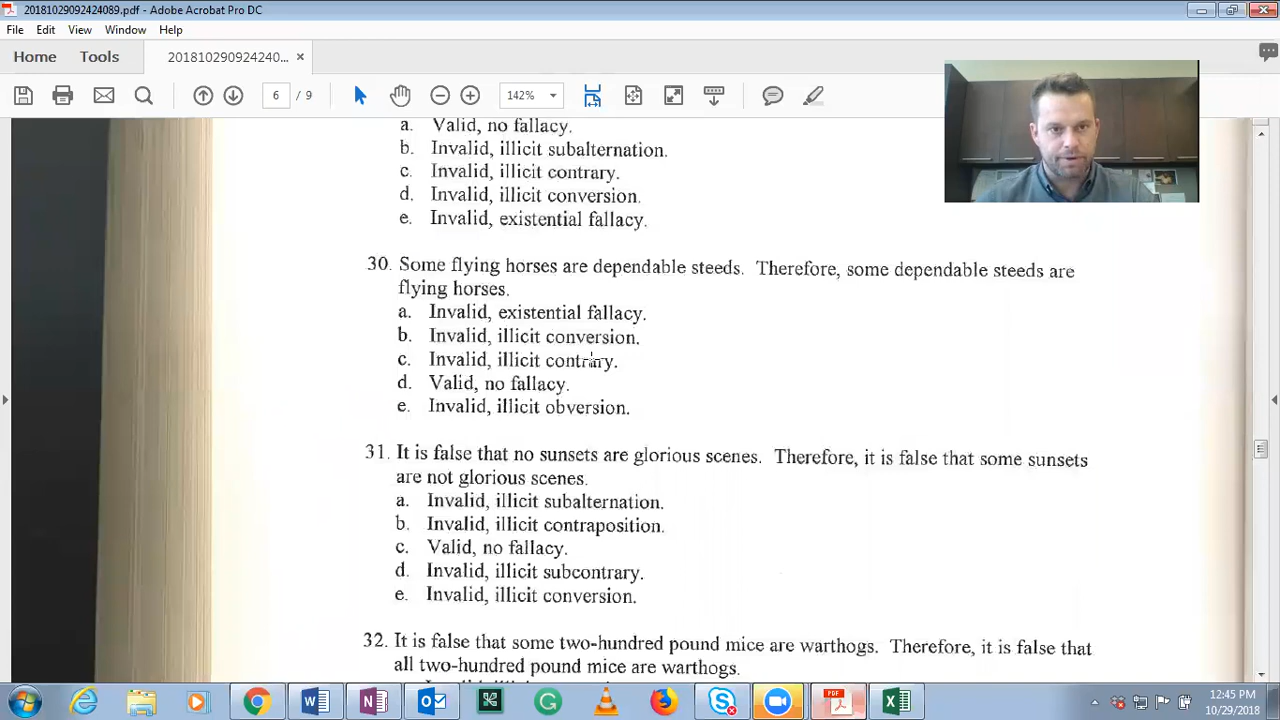 20181029092424089.pdf - Adobe Acrobat Pro DC
File Edit View Window Help
Home Tools 201810290924240... ×
6 / 9 142%
a. Valid, no fallacy.
b. Invalid, illicit subalternation.
c. Invalid, illicit contrary.
d. Invalid, illicit conversion.
e. Invalid, existential fallacy.
30. Some flying horses are dependable steeds. Therefore, some dependable steeds are
flying horses.
a. Invalid, existential fallacy.
b. Invalid, illicit conversion.
c. Invalid, illicit contrary.
d. Valid, no fallacy.
e. Invalid, illicit obversion.
31. It is false that no sunsets are glorious scenes. Therefore, it is false that some sunsets
are not glorious scenes.
a. Invalid, illicit subalternation.
b. Invalid, illicit contraposition.
c. Valid, no fallacy.
d. Invalid, illicit subcontrary.
e. Invalid, illicit conversion.
32. It is false that some two-hundred pound mice are warthogs. Therefore, it is false that
all two-hundred pound mice are warthogs.
12:45 PM
10/29/2018